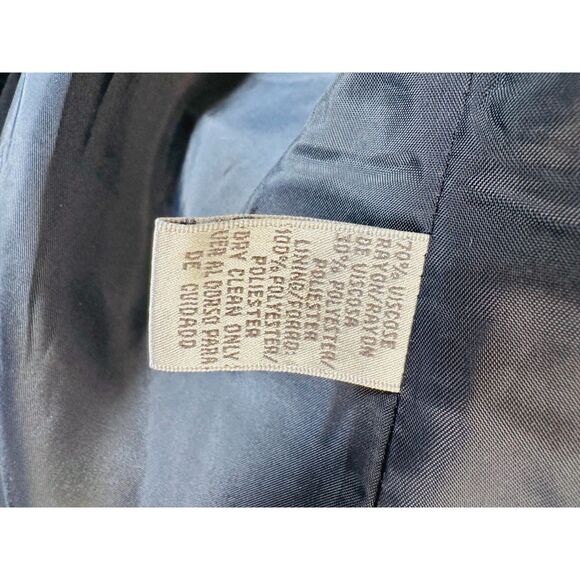 70% VISCOSE
RAYON/RAYON
DE VISCOSA
30% POLYESTER/
POLIESTER
LINING/FORRO:
100% POLYESTER/
POLIESTER
DRY CLEAN ONLY
VER AL DORSO PARA
DE CUIDADO